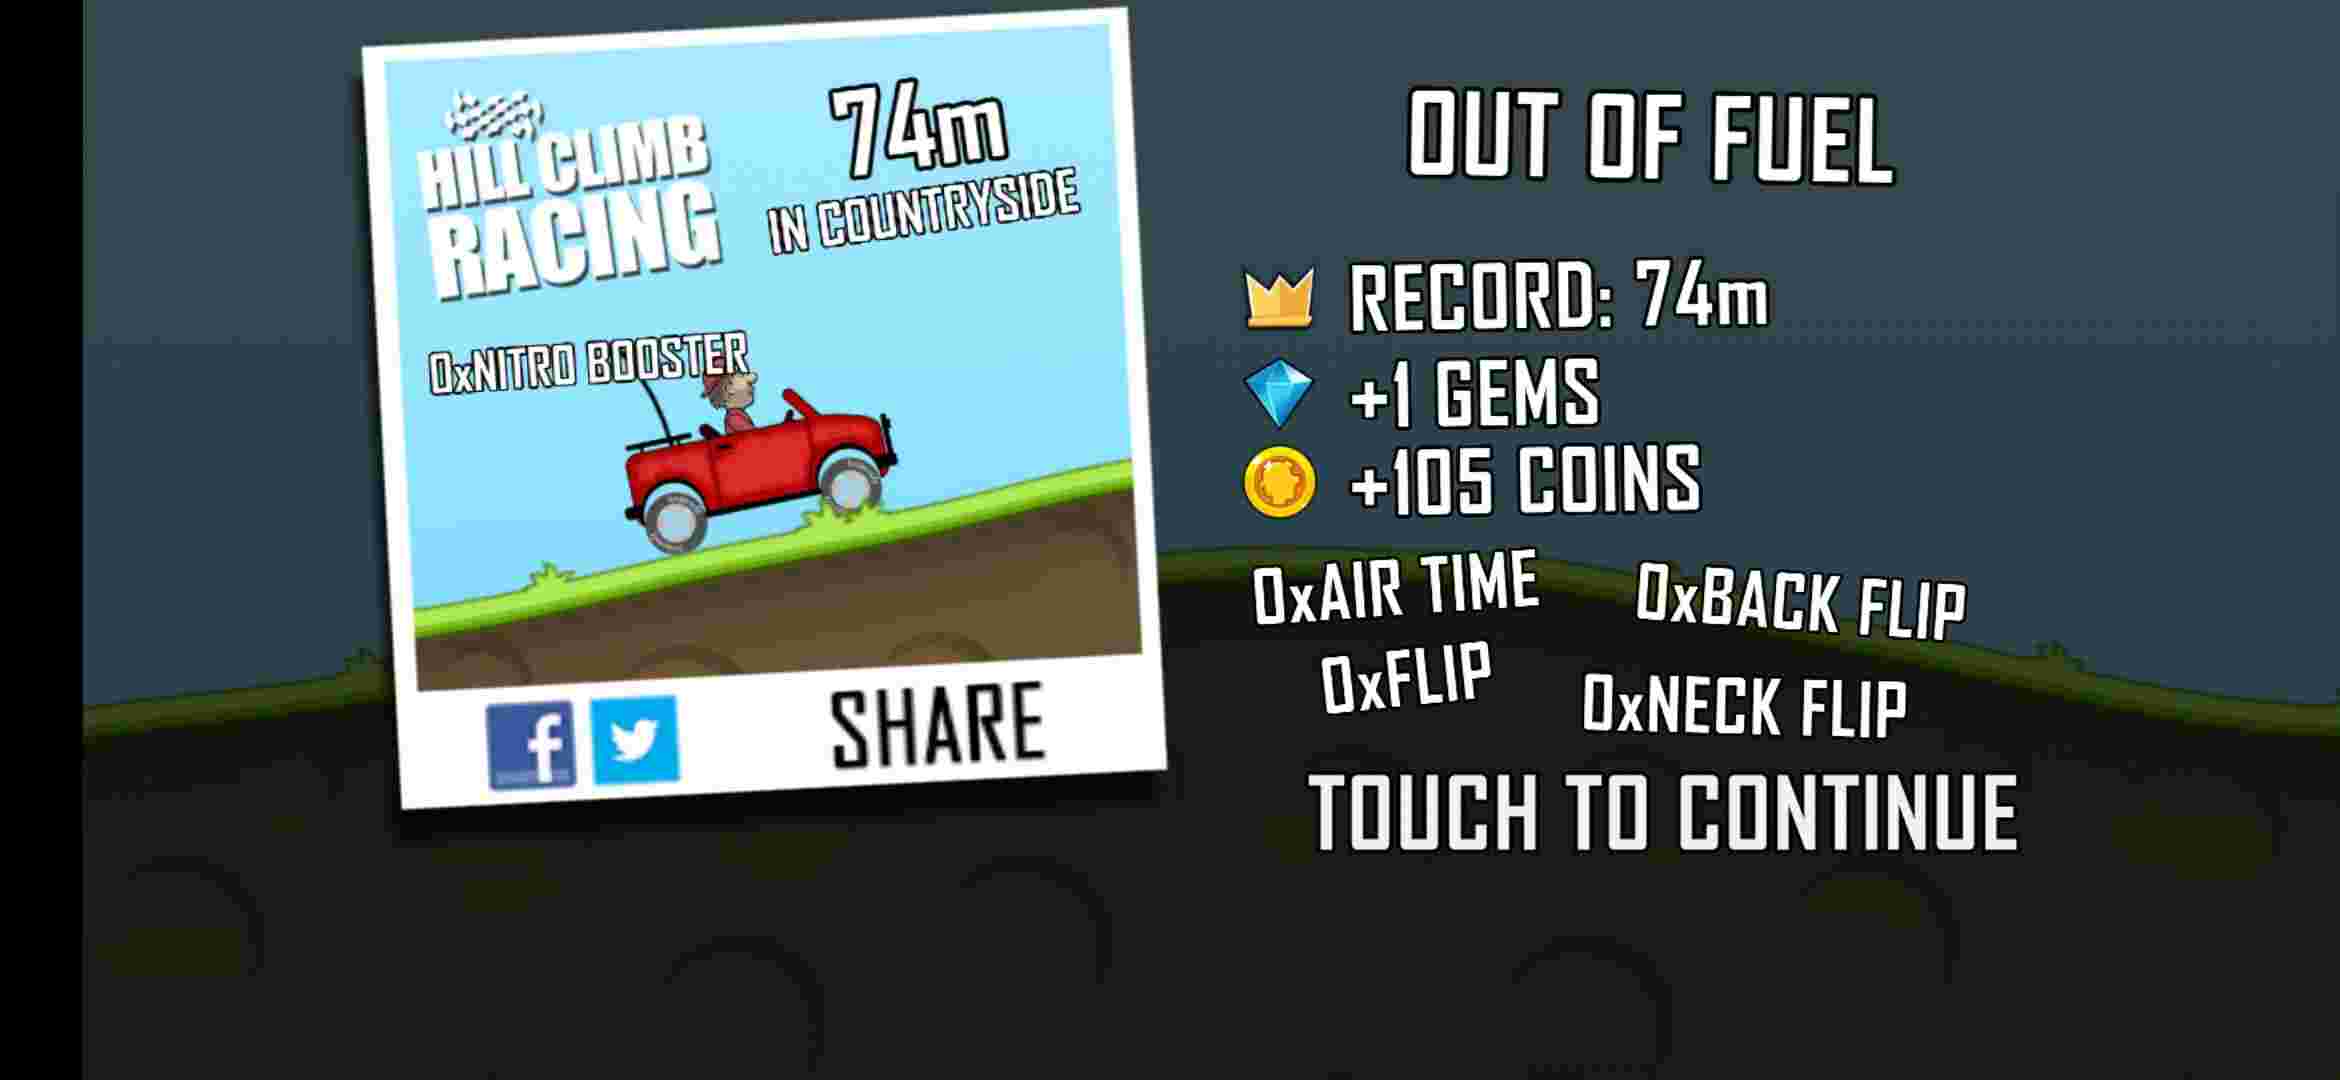 HILL CLIMB
RACING
74m
IN COUNTRYSIDE
0xNITRO BOOSTER
f
SHARE
OUT OF FUEL
RECORD: 74m
+1 GEMS
+105 COINS
0xAIR TIME
0xBACK FLIP
0xFLIP
0xNECK FLIP
TOUCH TO CONTINUE